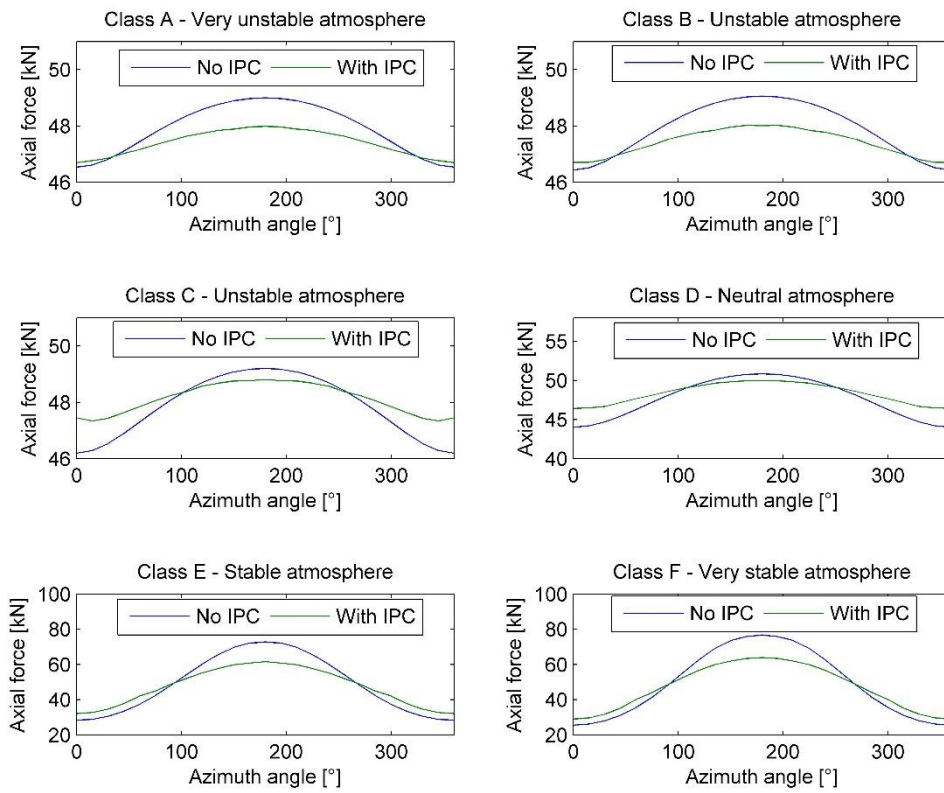 Class A - Very unstable atmosphere
Axial force [kN]
50
48
46
No IPC
With IPC
0
100
200
300
Azimuth angle [°]
Class B - Unstable atmosphere
Axial force [kN]
50
48
46
No IPC
With IPC
0
100
200
300
Azimuth angle [°]
Class C - Unstable atmosphere
Axial force [kN]
50
48
46
No IPC
With IPC
0
100
200
300
Azimuth angle [°]
Class D - Neutral atmosphere
Axial force [kN]
55
50
45
40
No IPC
With IPC
0
100
200
300
Azimuth angle [°]
Class E - Stable atmosphere
Axial force [kN]
100
80
60
40
20
No IPC
With IPC
0
100
200
300
Azimuth angle [°]
Class F - Very stable atmosphere
Axial force [kN]
100
80
60
40
20
No IPC
With IPC
0
100
200
300
Azimuth angle [°]